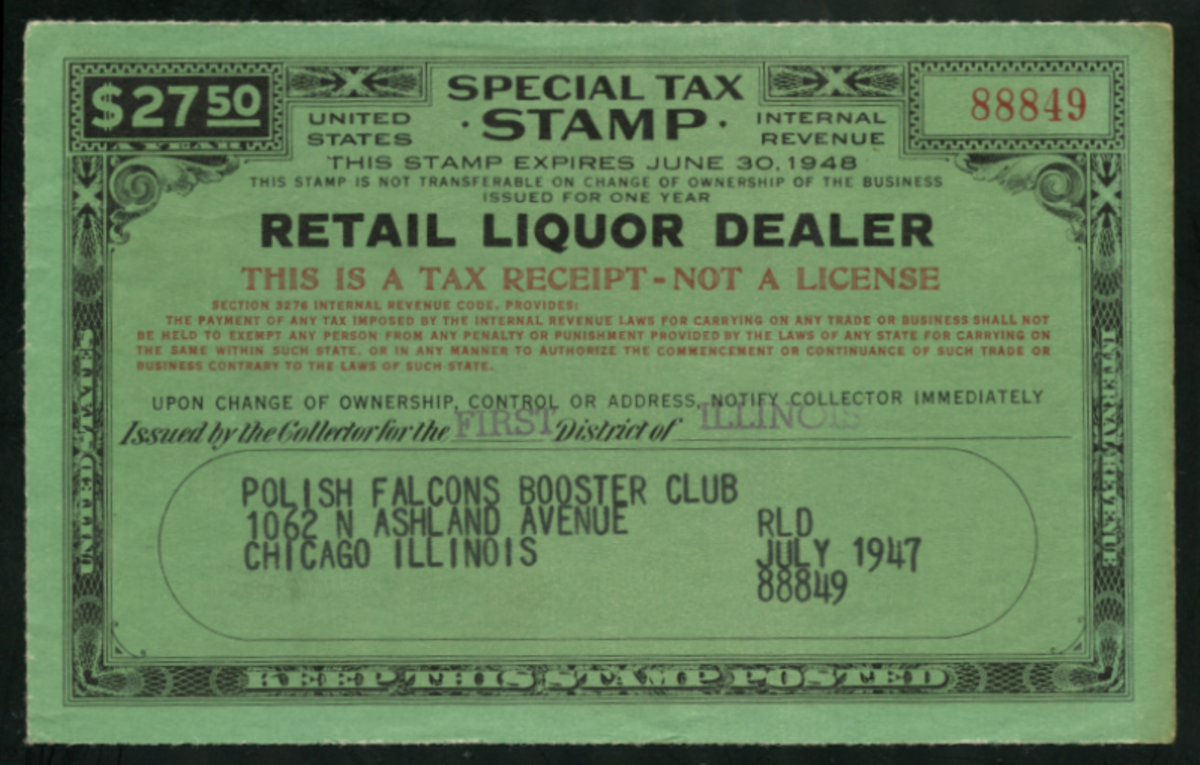 $27 50
A YEAR
SPECIAL TAX
STAMP
88849
UNITED
STATES
INTERNAL
REVENUE
THIS STAMP EXPIRES JUNE 30, 1948
THIS STAMP IS NOT TRANSFERABLE ON CHANGE OF OWNERSHIP OF THE BUSINESS
ISSUED FOR ONE YEAR
RETAIL LIQUOR DEALER
THIS IS A TAX RECEIPT-NOT A LICENSE
SECTION 3276 INTERNAL REVENUE CODE, PROVIDES:
THE PAYMENT OF ANY TAX IMPOSED BY THE INTERNAL REVENUE LAWS FOR CARRYING ON ANY TRADE OR BUSINESS SHALL NOT
BE HELD TO EXEMPT ANY PERSON FROM ANY PENALTY OR PUNISHMENT PROVIDED BY THE LAWS OF ANY STATE FOR CARRYING ON
THE SAME WITHIN SUCH STATE, OR IN ANY MANNER TO AUTHORIZE THE COMMENCEMENT OR CONTINUANCE OF SUCH TRADE OR
BUSINESS CONTRARY TO THE LAWS OF SUCH STATE.
UPON CHANGE OF OWNERSHIP, CONTROL OR ADDRESS, NOTIFY COLLECTOR IMMEDIATELY
Issued by the Collector for the FIRST District of ILLINOIS
POLISH FALCONS BOOSTER CLUB
1062 N ASHLAND AVENUE
CHICAGO ILLINOIS
RLD
JULY 1947
88849
UNITED STATES
INTERNAL REVENUE
KEEP THIS STAMP POSTED